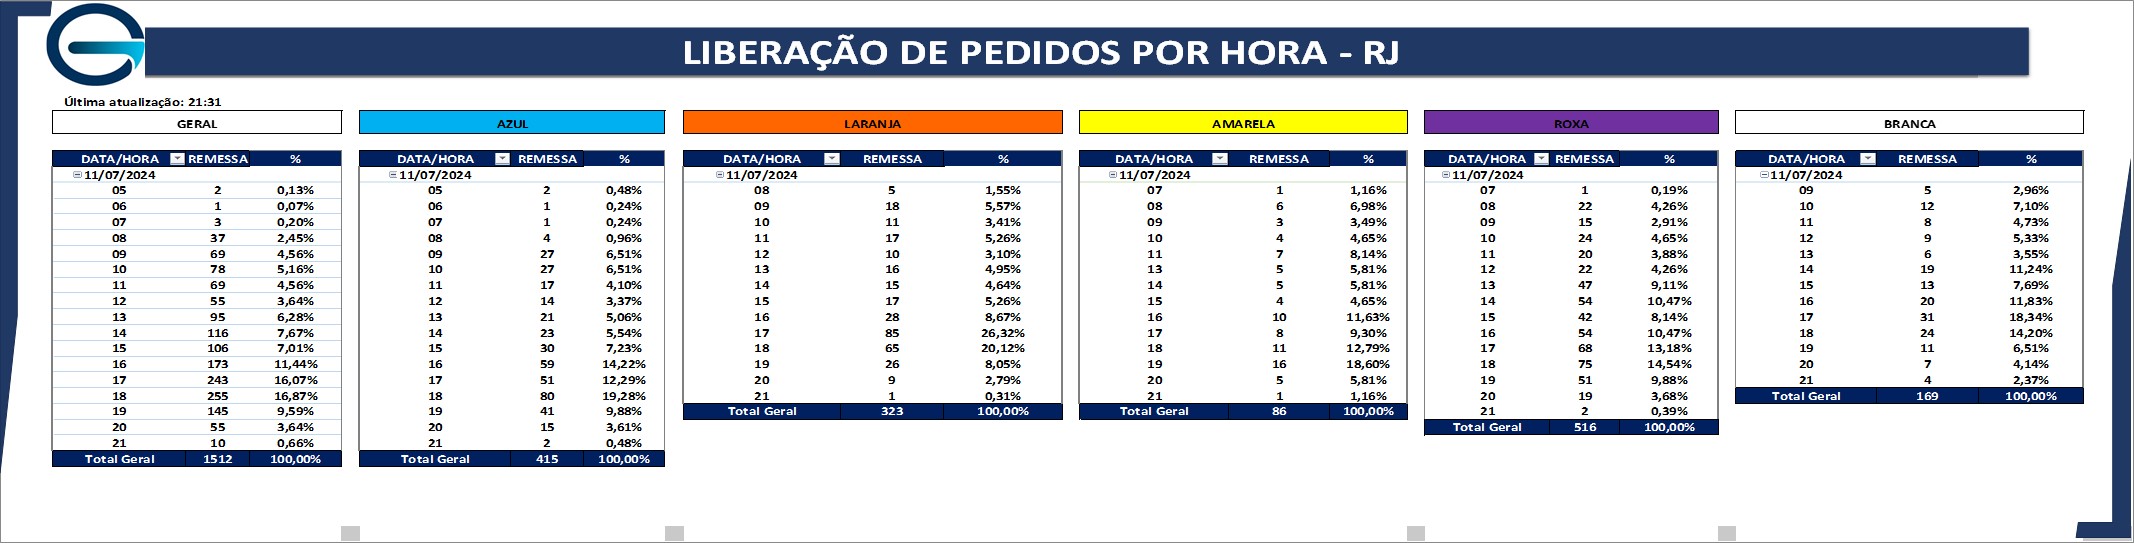 LIBERAÇÃO DE PEDIDOS POR HORA - RJ
Última atualização: 21:31
GERAL
DATA/HORA REMESSA %
11/07/2024
05 2 0,13%
06 1 0,07%
07 3 0,20%
08 37 2,45%
09 69 4,56%
10 78 5,16%
11 69 4,56%
12 55 3,64%
13 95 6,28%
14 116 7,67%
15 106 7,01%
16 173 11,44%
17 243 16,07%
18 255 16,87%
19 145 9,59%
20 55 3,64%
21 10 0,66%
Total Geral 1512 100,00%
AZUL
DATA/HORA REMESSA %
11/07/2024
05 2 0,48%
06 1 0,24%
07 1 0,24%
08 4 0,96%
09 27 6,51%
10 27 6,51%
11 17 4,10%
12 14 3,37%
13 21 5,06%
14 23 5,54%
15 30 7,23%
16 59 14,22%
17 51 12,29%
18 80 19,28%
19 41 9,88%
20 15 3,61%
21 2 0,48%
Total Geral 415 100,00%
LARANJA
DATA/HORA REMESSA %
11/07/2024
08 5 1,55%
09 18 5,57%
10 11 3,41%
11 17 5,26%
12 10 3,10%
13 16 4,95%
14 15 4,64%
15 17 5,26%
16 28 8,67%
17 85 26,32%
18 65 20,12%
19 26 8,05%
20 9 2,79%
21 1 0,31%
Total Geral 323 100,00%
AMARELA
DATA/HORA REMESSA %
11/07/2024
07 1 1,16%
08 6 6,98%
09 3 3,49%
10 4 4,65%
11 7 8,14%
13 5 5,81%
14 5 5,81%
15 4 4,65%
16 10 11,63%
17 8 9,30%
18 11 12,79%
19 16 18,60%
20 5 5,81%
21 1 1,16%
Total Geral 86 100,00%
ROXA
DATA/HORA REMESSA %
11/07/2024
07 1 0,19%
08 22 4,26%
09 15 2,91%
10 24 4,65%
11 20 3,88%
12 22 4,26%
13 47 9,11%
14 54 10,47%
15 42 8,14%
16 54 10,47%
17 68 13,18%
18 75 14,54%
19 51 9,88%
20 19 3,68%
21 2 0,39%
Total Geral 516 100,00%
BRANCA
DATA/HORA REMESSA %
11/07/2024
09 5 2,96%
10 12 7,10%
11 8 4,73%
12 9 5,33%
13 6 3,55%
14 19 11,24%
15 13 7,69%
16 20 11,83%
17 31 18,34%
18 24 14,20%
19 11 6,51%
20 7 4,14%
21 4 2,37%
Total Geral 169 100,00%